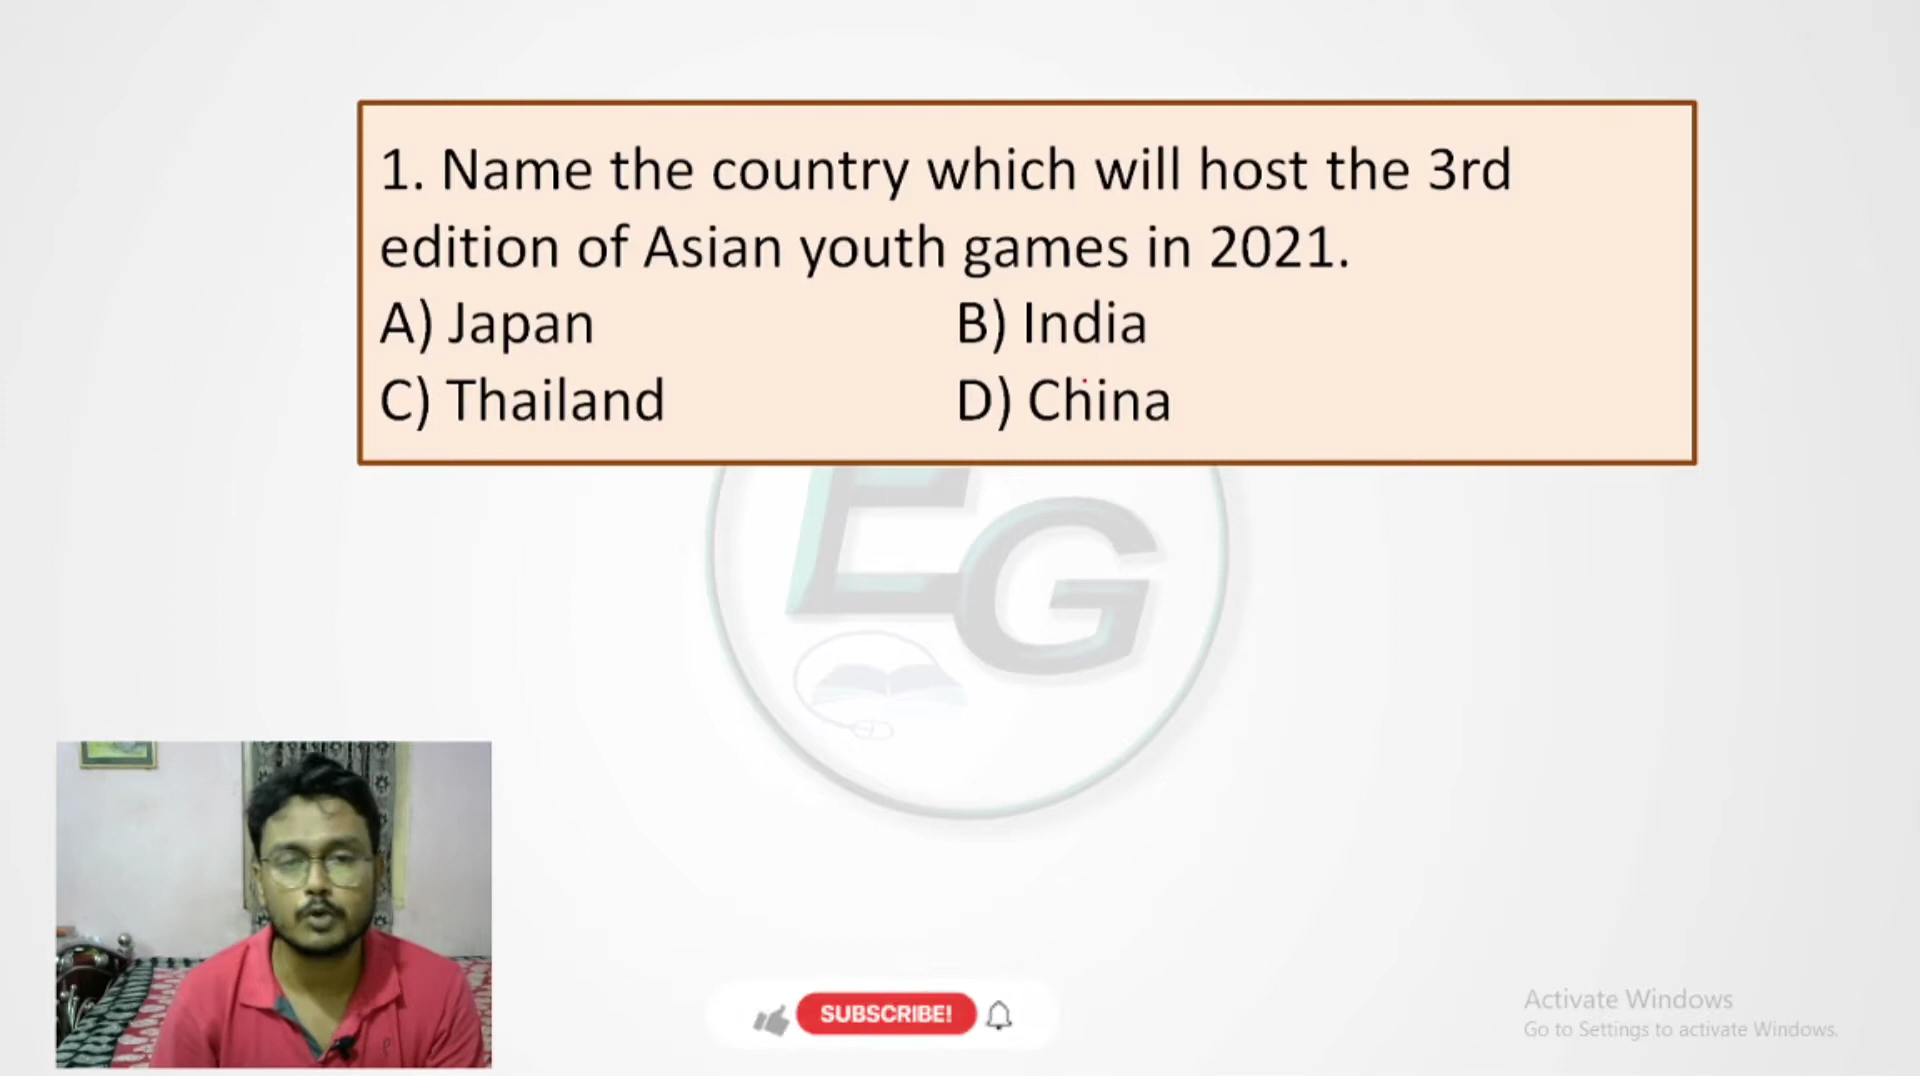 1. Name the country which will host the 3rd
edition of Asian youth games in 2021.
A) Japan B) India
C) Thailand D) China
EG
SUBSCRIBE!
Activate Windows
Go to Settings to activate Windows.